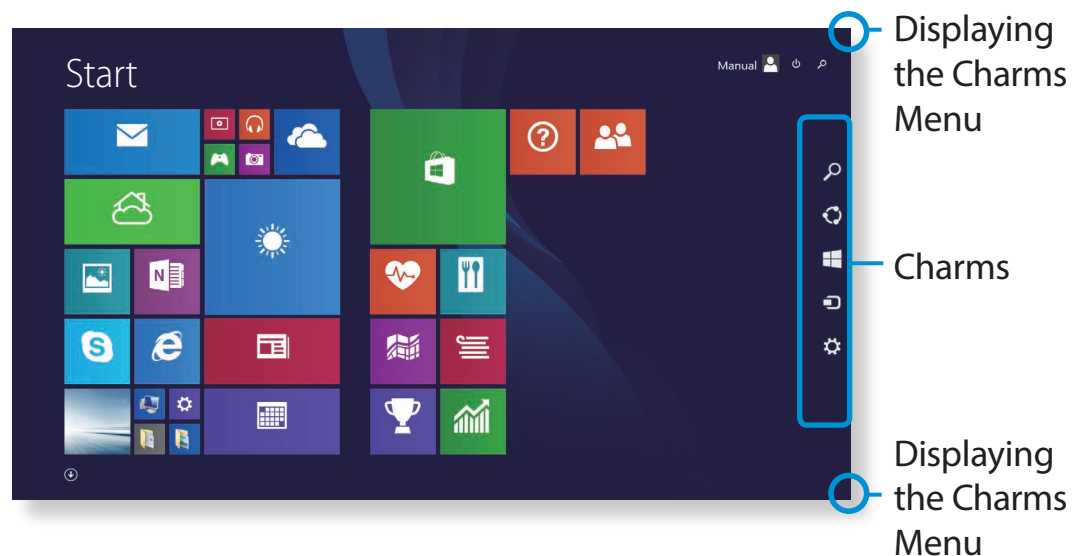 Displaying
the Charms
Menu
Start
Manual
Charms
Displaying
the Charms
Menu